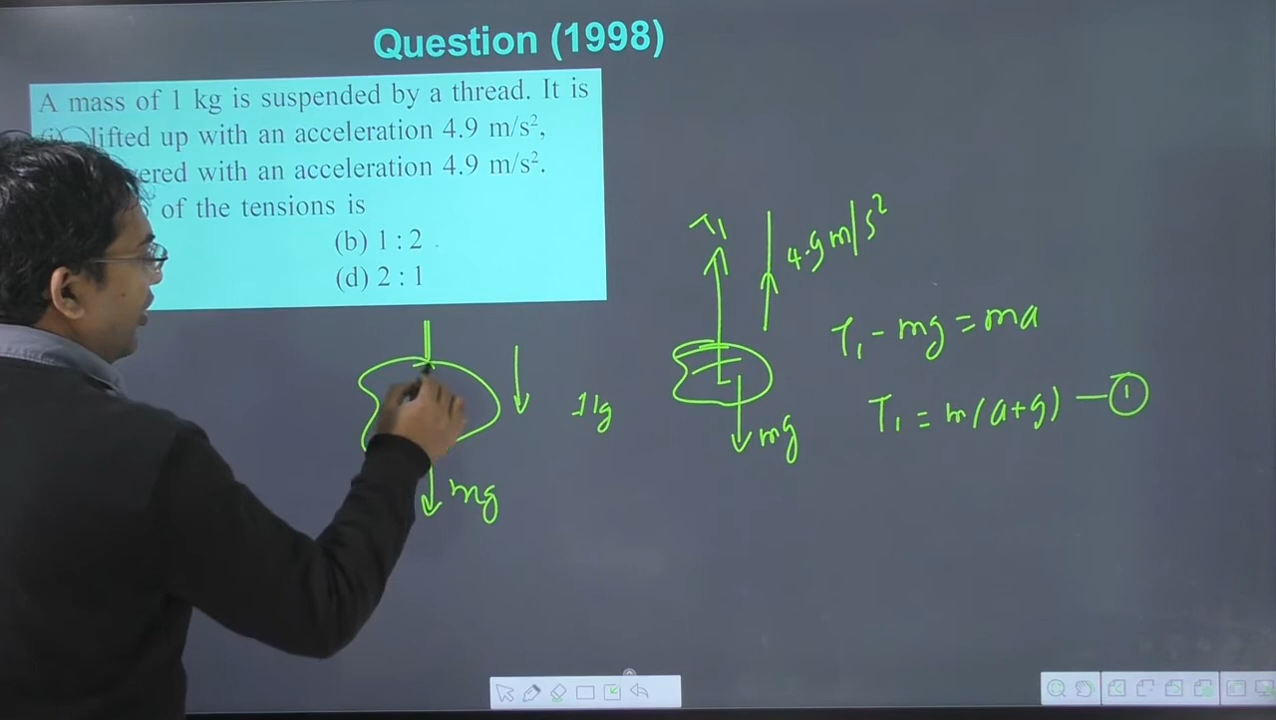 Question (1998)
A mass of 1 kg is suspended by a thread. It is
lifted up with an acceleration 4.9 m/s²,
ered with an acceleration 4.9 m/s².
of the tensions is
(b) 1 : 2
(d) 2 : 1
T₁
4.9 m/s²
T₁ - mg = ma
T₁ = m(a+g) — ①
mg
mg